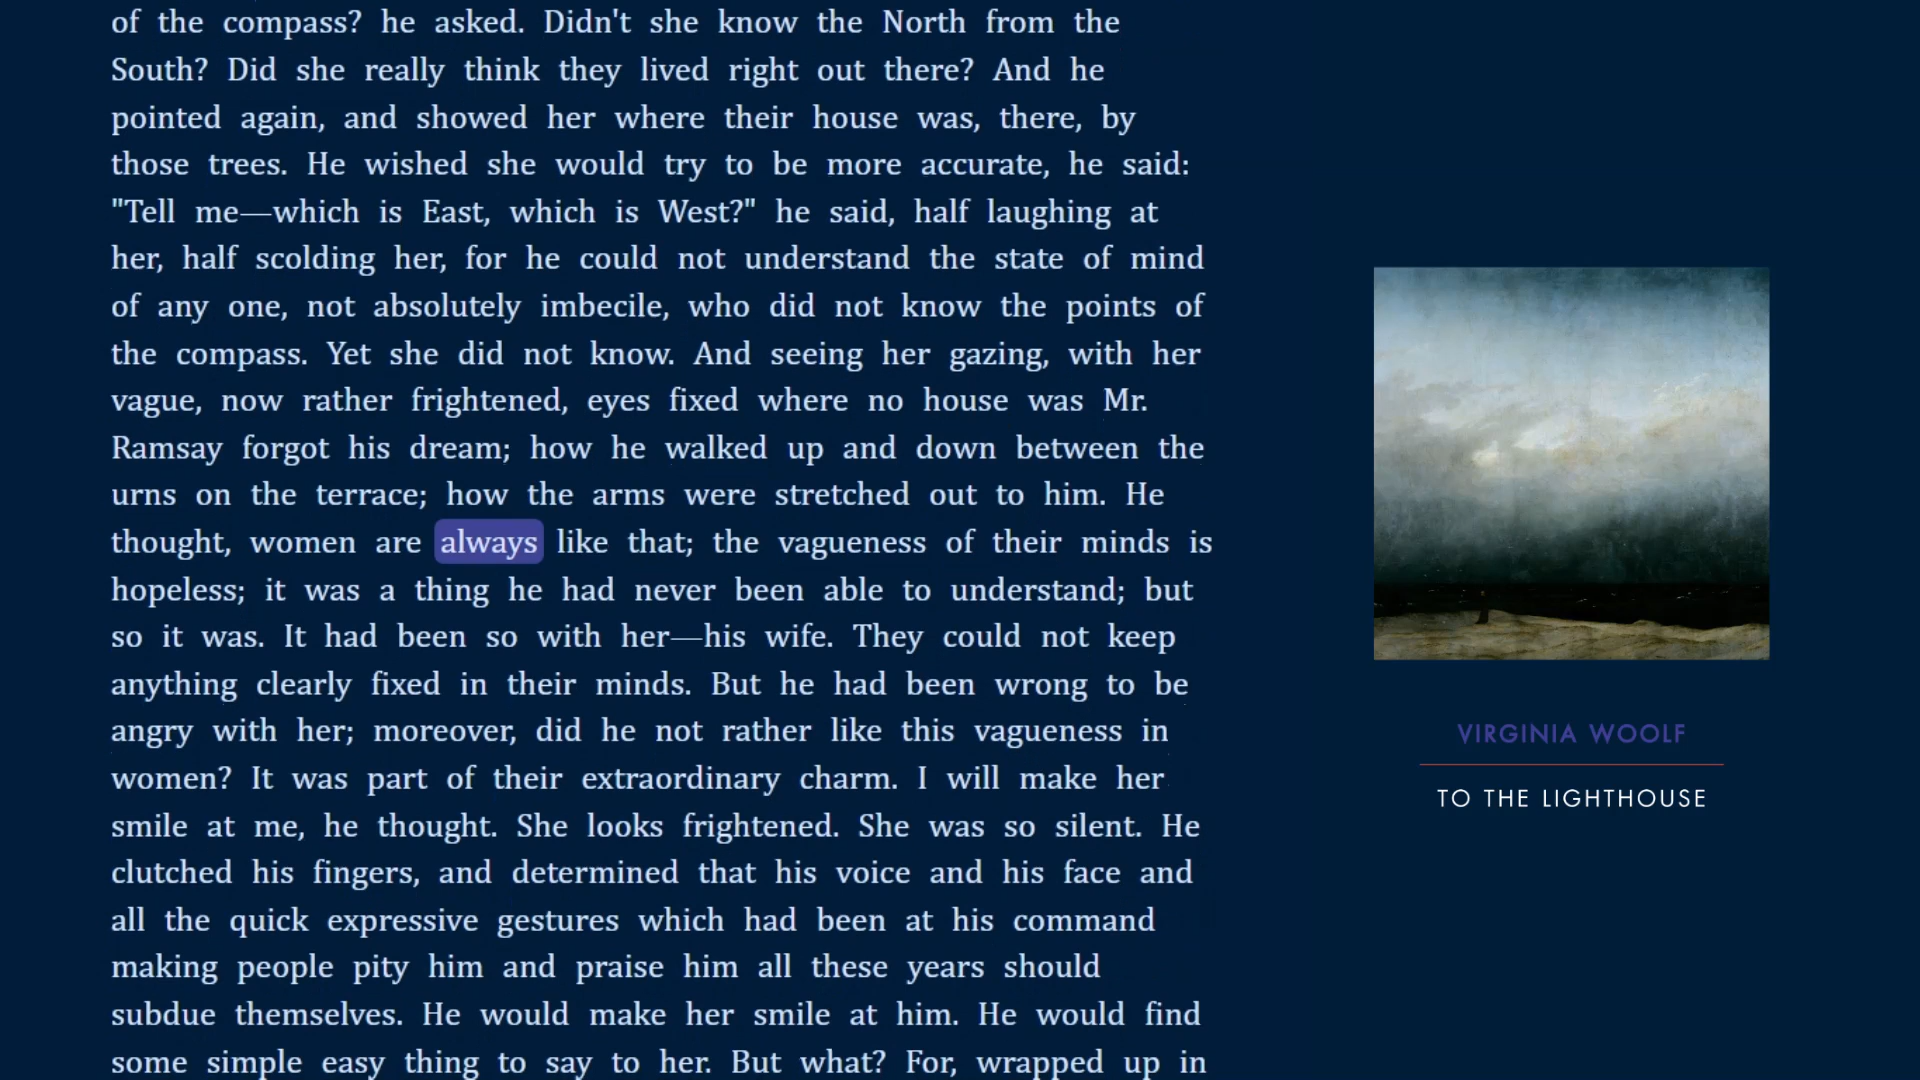 of the compass? he asked. Didn't she know the North from the
South? Did she really think they lived right out there? And he
pointed again, and showed her where their house was, there, by
those trees. He wished she would try to be more accurate, he said:
"Tell me—which is East, which is West?" he said, half laughing at
her, half scolding her, for he could not understand the state of mind
of any one, not absolutely imbecile, who did not know the points of
the compass. Yet she did not know. And seeing her gazing, with her
vague, now rather frightened, eyes fixed where no house was Mr.
Ramsay forgot his dream; how he walked up and down between the
urns on the terrace; how the arms were stretched out to him. He
thought, women are always like that; the vagueness of their minds is
hopeless; it was a thing he had never been able to understand; but
so it was. It had been so with her—his wife. They could not keep
anything clearly fixed in their minds. But he had been wrong to be
angry with her; moreover, did he not rather like this vagueness in
women? It was part of their extraordinary charm. I will make her
smile at me, he thought. She looks frightened. She was so silent. He
clutched his fingers, and determined that his voice and his face and
all the quick expressive gestures which had been at his command
making people pity him and praise him all these years should
subdue themselves. He would make her smile at him. He would find
some simple easy thing to say to her. But what? For, wrapped up in
VIRGINIA WOOLF
TO THE LIGHTHOUSE